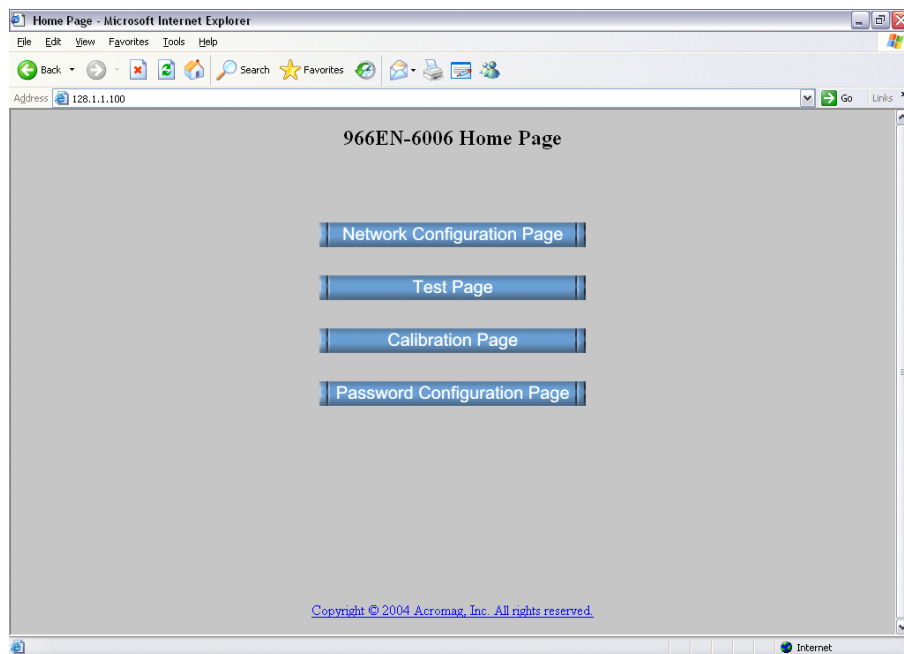 Home Page - Microsoft Internet Explorer
File Edit View Favorites Tools Help
Back Search Favorites
Address 128.1.1.100 Go Links
966EN-6006 Home Page
Network Configuration Page
Test Page
Calibration Page
Password Configuration Page
Copyright © 2004 Acromag, Inc. All rights reserved.
Internet